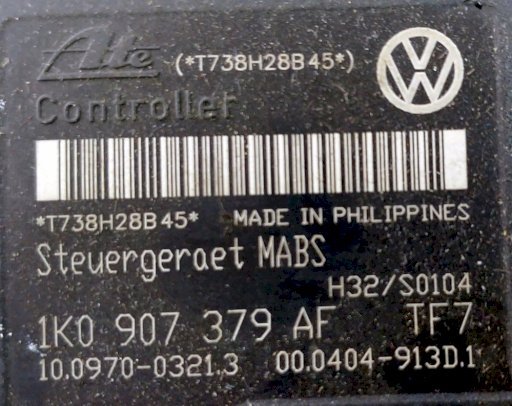 Ate (*T738H28B45*)
Controller
*T738H28B45* MADE IN PHILIPPINES
Steuergeraet MABS
H32/S0104
1K0 907 379 AF TF7
10.0970-0321.3 00.0404-913D.1